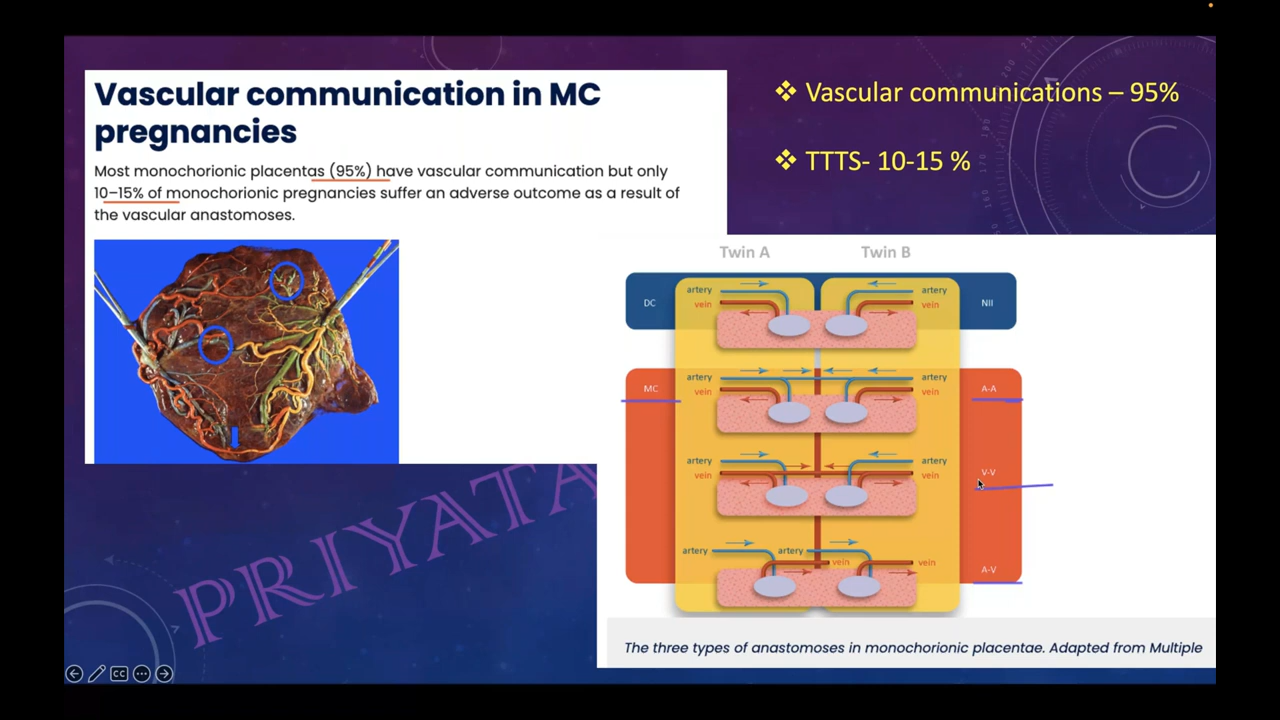 Vascular communication in MC
pregnancies
Most monochorionic placentas (95%) have vascular communication but only
10–15% of monochorionic pregnancies suffer an adverse outcome as a result of
the vascular anastomoses.
❖ Vascular communications – 95%
❖ TTTS- 10-15 %
Twin A Twin B
artery artery
DC NII
vein vein
artery artery
MC A-A
vein vein
artery artery
V-V
vein vein
artery artery
vein vein
A-V
The three types of anastomoses in monochorionic placentae. Adapted from Multiple
PRIYATA
CC